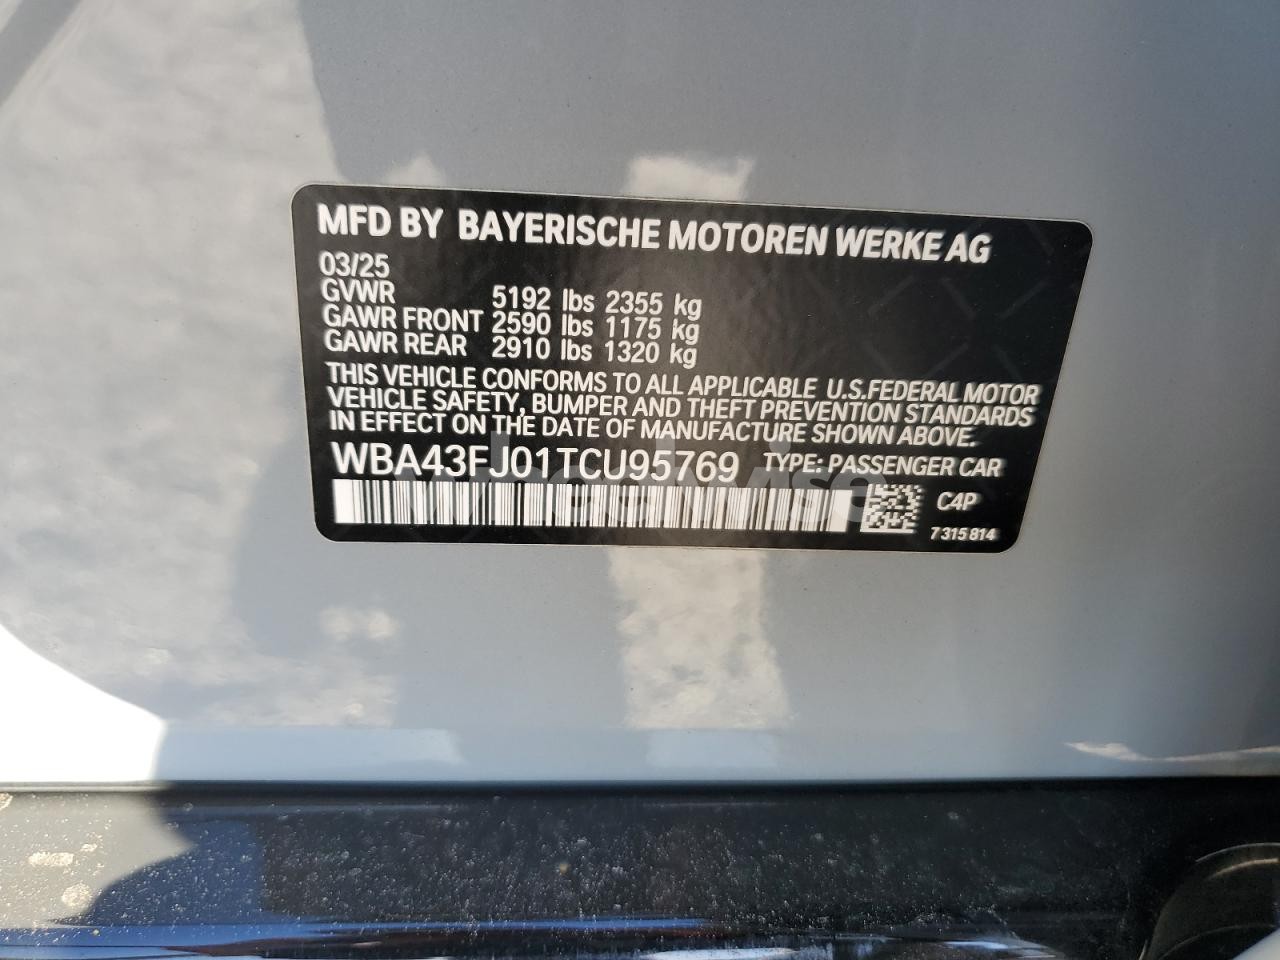 MFD BY BAYERISCHE MOTOREN WERKE AG
03/25
GVWR 5192 lbs 2355 kg
GAWR FRONT 2590 lbs 1175 kg
GAWR REAR 2910 lbs 1320 kg
THIS VEHICLE CONFORMS TO ALL APPLICABLE U.S.FEDERAL MOTOR
VEHICLE SAFETY, BUMPER AND THEFT PREVENTION STANDARDS
IN EFFECT ON THE DATE OF MANUFACTURE SHOWN ABOVE.
WBA43FJ01TCU95769 TYPE: PASSENGER CAR
C4P
7 315 814